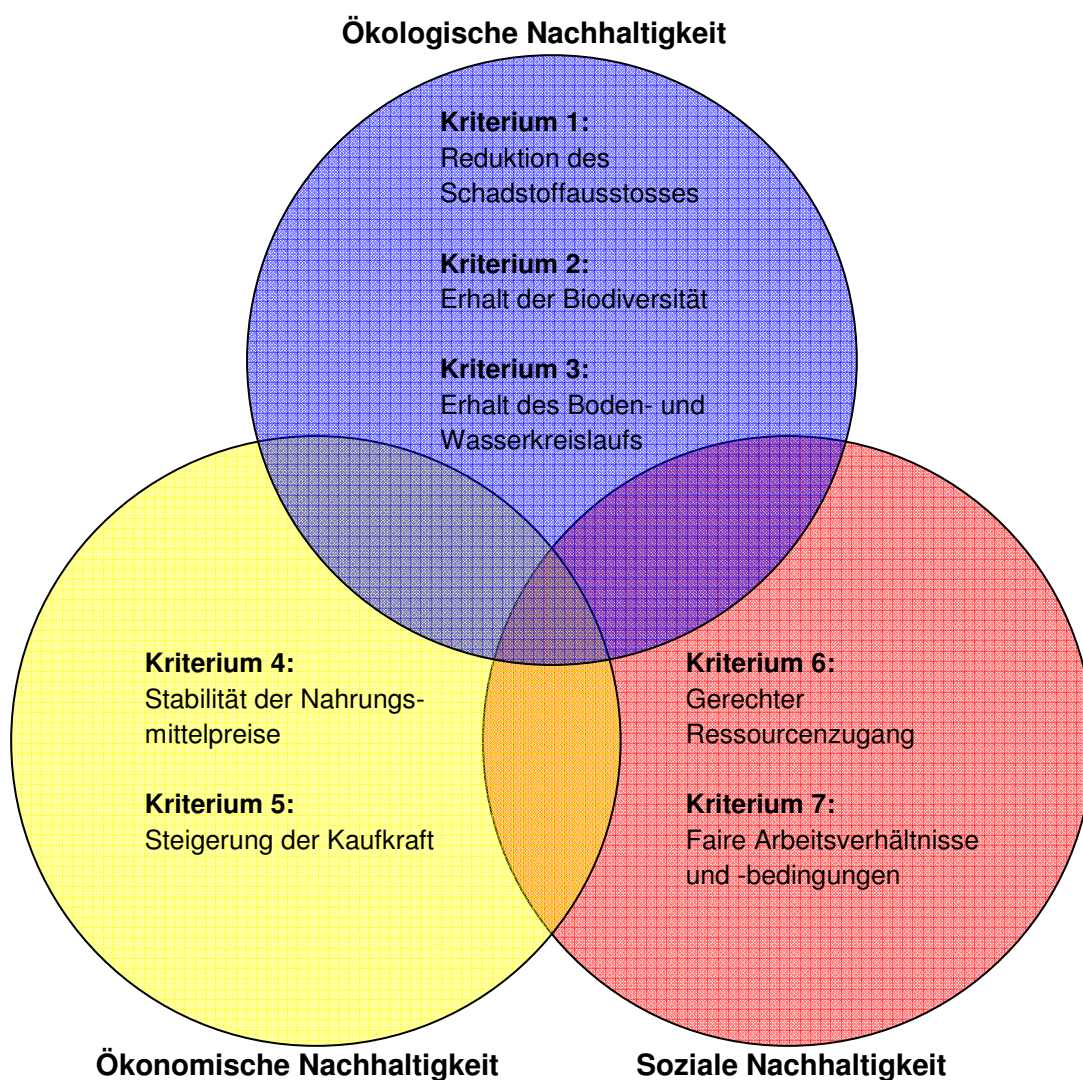 Ökologische Nachhaltigkeit
Kriterium 1:
Reduktion des
Schadstoffausstosses
Kriterium 2:
Erhalt der Biodiversität
Kriterium 3:
Erhalt des Boden- und
Wasserkreislaufs
Kriterium 4:
Stabilität der Nahrungs-
mittelpreise
Kriterium 5:
Steigerung der Kaufkraft
Kriterium 6:
Gerechter
Ressourcenzugang
Kriterium 7:
Faire Arbeitsverhältnisse
und -bedingungen
Ökonomische Nachhaltigkeit
Soziale Nachhaltigkeit